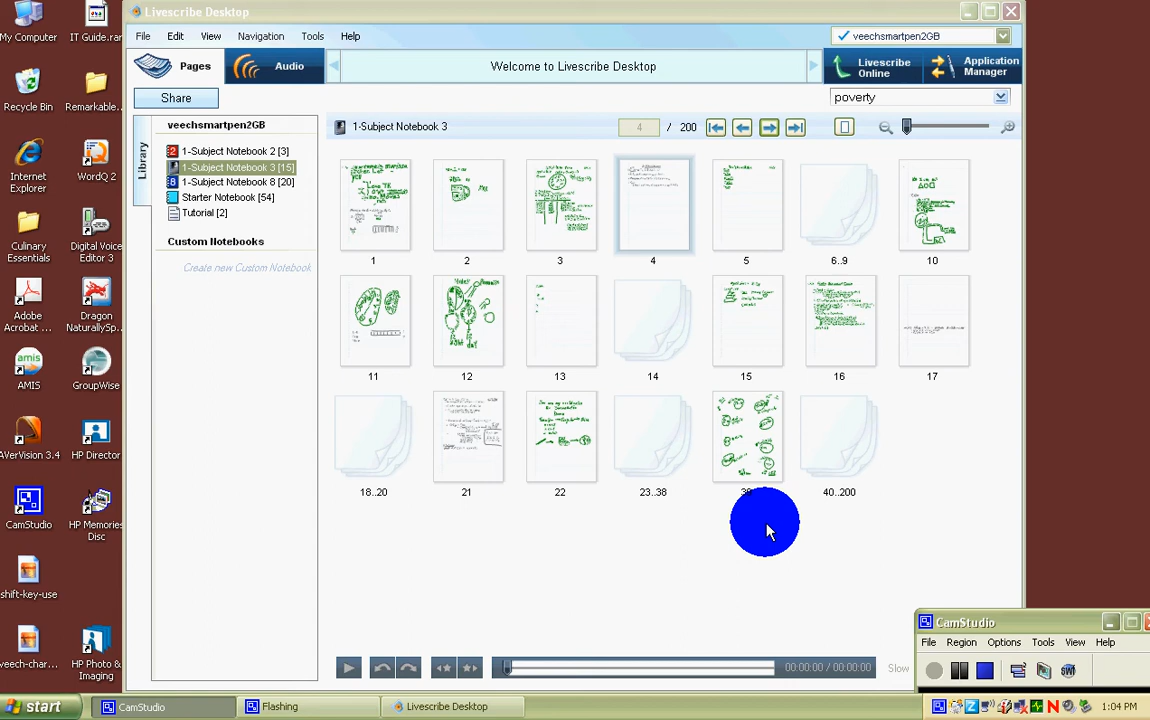 Livescribe Desktop
File Edit View Navigation Tools Help
veechsmartpen2GB
Pages Audio
Welcome to Livescribe Desktop
Livescribe Online
Application Manager
Share
poverty
Library
veechsmartpen2GB
1-Subject Notebook 2 [3]
1-Subject Notebook 3 [15]
1-Subject Notebook 8 [20]
Starter Notebook [54]
Tutorial [2]
Custom Notebooks
Create new Custom Notebook
1-Subject Notebook 3
4 / 200
1 2 3 4 5 6..9 10
11 12 13 14 15 16 17
18..20 21 22 23..38 40..200
00:00:00 / 00:00:00
Slow
My Computer
IT Guide.rar
Recycle Bin
Remarkable...
Internet Explorer
WordQ 2
Culinary Essentials
Digital Voice Editor 3
Adobe Acrobat ...
Dragon NaturallySp...
AMIS
GroupWise
AVerVision 3.4
HP Director
CamStudio
HP Memories Disc
shift-key-use
veech-char...
HP Photo & Imaging
CamStudio
File Region Options Tools View Help
start
CamStudio
Flashing
Livescribe Desktop
1:04 PM